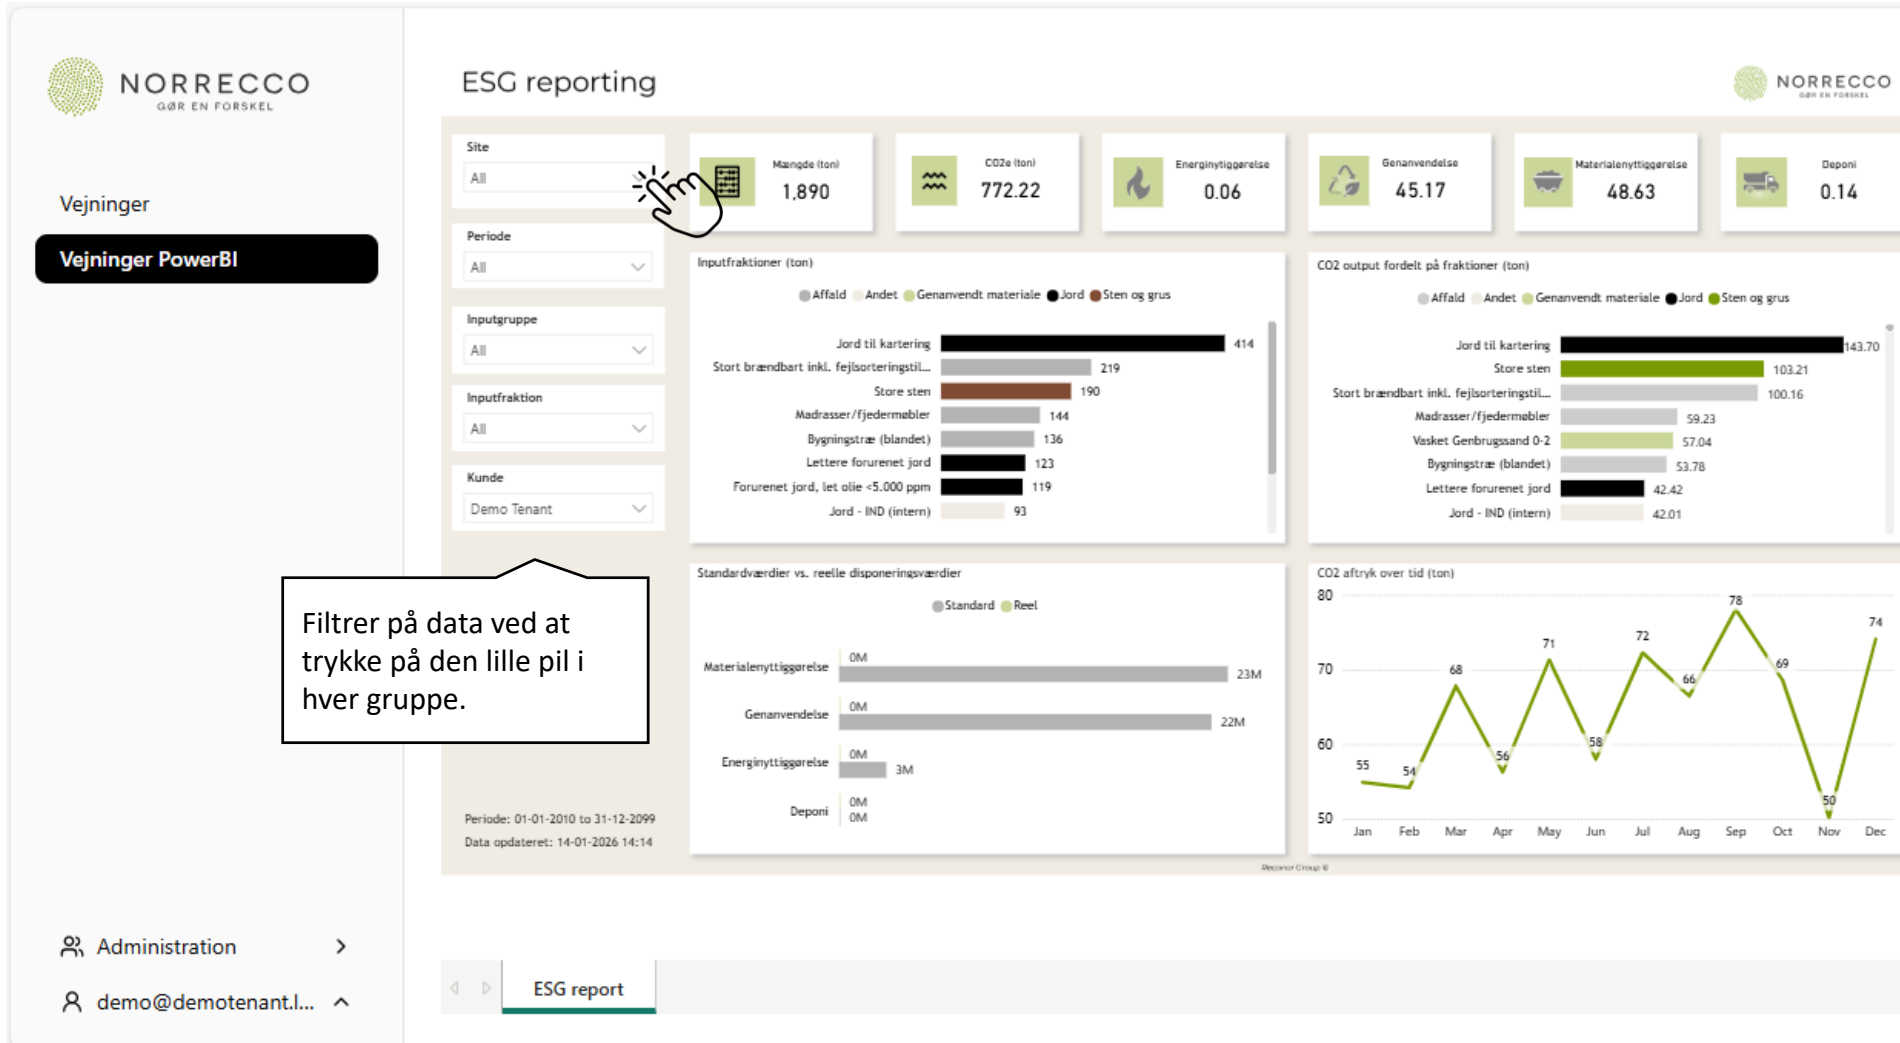 NORRECCO
GØR EN FORSKEL
Vejninger
Vejninger PowerBI
Administration
demo@demotenant.l...
ESG reporting
NORRECCO
GØR EN FORSKEL
Site
All
Periode
All
Inputgruppe
All
Inputfraktion
All
Kunde
Demo Tenant
Filtrer på data ved at
trykke på den lille pil i
hver gruppe.
Periode: 01-01-2010 to 31-12-2099
Data opdateret: 14-01-2026 14:14
Mængde (ton)
1,890
CO2e (ton)
772.22
Energinytiggørelse
0.06
Genanvendelse
45.17
Materialenyttiggørelse
48.63
Deponi
0.14
Inputfraktioner (ton)
Affald Andet Genanvendt materiale Jord Sten og grus
Jord til kartering 414
Stort brændbart inkl. fejlsorteringstil... 219
Store sten 190
Madrasser/fjedermøbler 144
Bygningstræ (blandet) 136
Lettere forurenet jord 123
Forurenet jord, let olie <5.000 ppm 119
Jord - IND (intern) 93
CO2 output fordelt på fraktioner (ton)
Affald Andet Genanvendt materiale Jord Sten og grus
Jord til kartering 143.70
Store sten 103.21
Stort brændbart inkl. fejlsorteringstil... 100.16
Madrasser/fjedermøbler 59.23
Vasket Genbrugssand 0-2 57.04
Bygningstræ (blandet) 53.78
Lettere forurenet jord 42.42
Jord - IND (intern) 42.01
Standardværdier vs. reelle disponeringsværdier
Standard Reel
Materialenyttiggørelse 0M 23M
Genanvendelse 0M 22M
Energinyttiggørelse 0M 3M
Deponi 0M 0M
CO2 aftryk over tid (ton)
80
70
60
50
55 54 68 56 71 58 72 66 78 69 50 74
Jan Feb Mar Apr May Jun Jul Aug Sep Oct Nov Dec
Reconor Group ©
ESG report